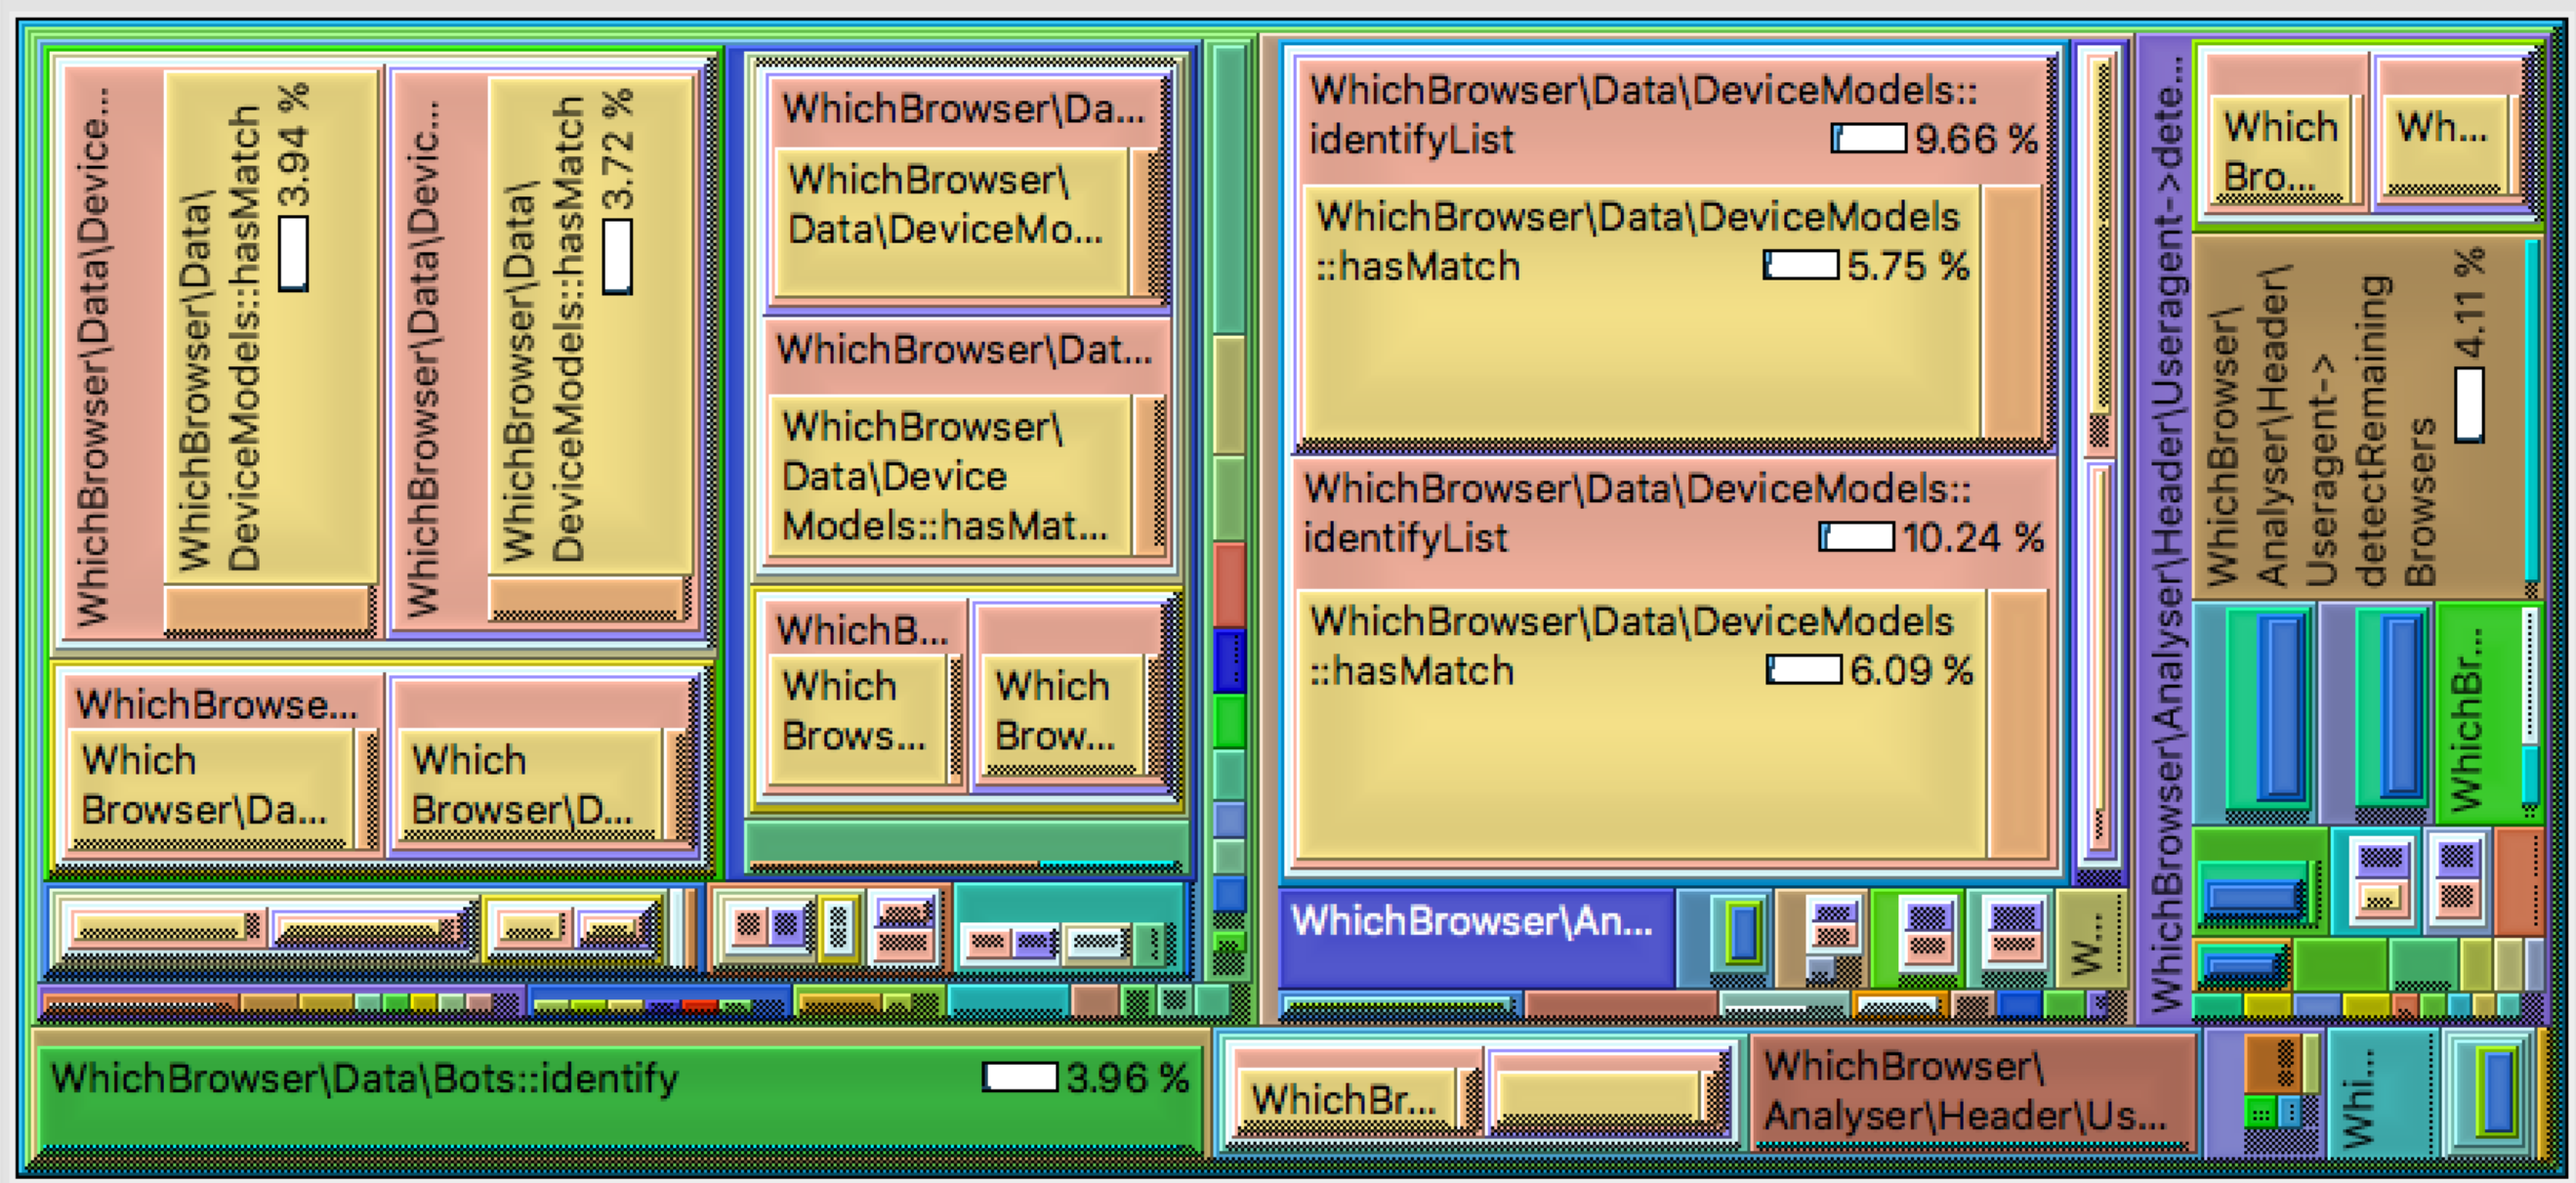 WhichBrowser\Data\Device...
WhichBrowser\Data\
DeviceModels::hasMatch
3.94 %
WhichBrowser\Data\Devic...
WhichBrowser\Data\
DeviceModels::hasMatch
3.72 %
WhichBrowse...
Which
Browser\Da...
Which
Browser\D...
WhichBrowser\Da...
WhichBrowser\
Data\DeviceMo...
WhichBrowser\Dat...
WhichBrowser\
Data\Device
Models::hasMat...
WhichB...
Which
Brows...
Which
Brow...
WhichBrowser\Data\DeviceModels::
identifyList 9.66 %
WhichBrowser\Data\DeviceModels
::hasMatch 5.75 %
WhichBrowser\Data\DeviceModels::
identifyList 10.24 %
WhichBrowser\Data\DeviceModels
::hasMatch 6.09 %
WhichBrowser\An...
W...
WhichBrowser\Analyser\Header\Useragent->dete...
Which
Bro...
Wh...
WhichBrowser\
Analyser\Header\
Useragent->
detectRemaining
Browsers
4.11 %
WhichBr...
WhichBrowser\Data\Bots::identify 3.96 %
WhichBr...
WhichBrowser\
Analyser\Header\Us...
Whi...